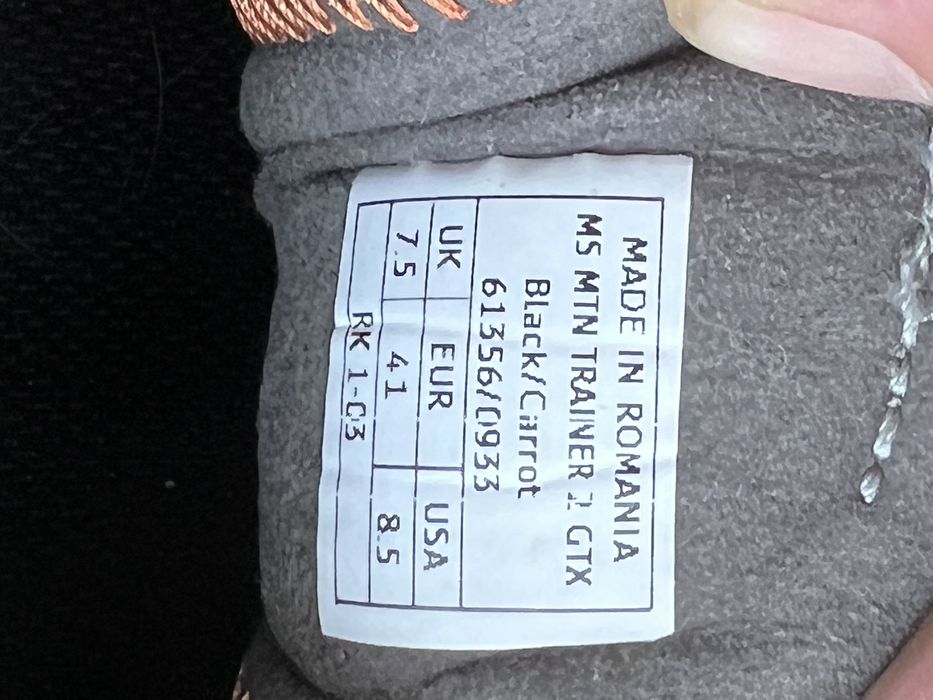 MADE IN ROMANIA
MS MTN TRAINER 2 GTX
Black/Carrot
61356/0933
UK EUR USA
7.5 41 8.5
RK 1-03